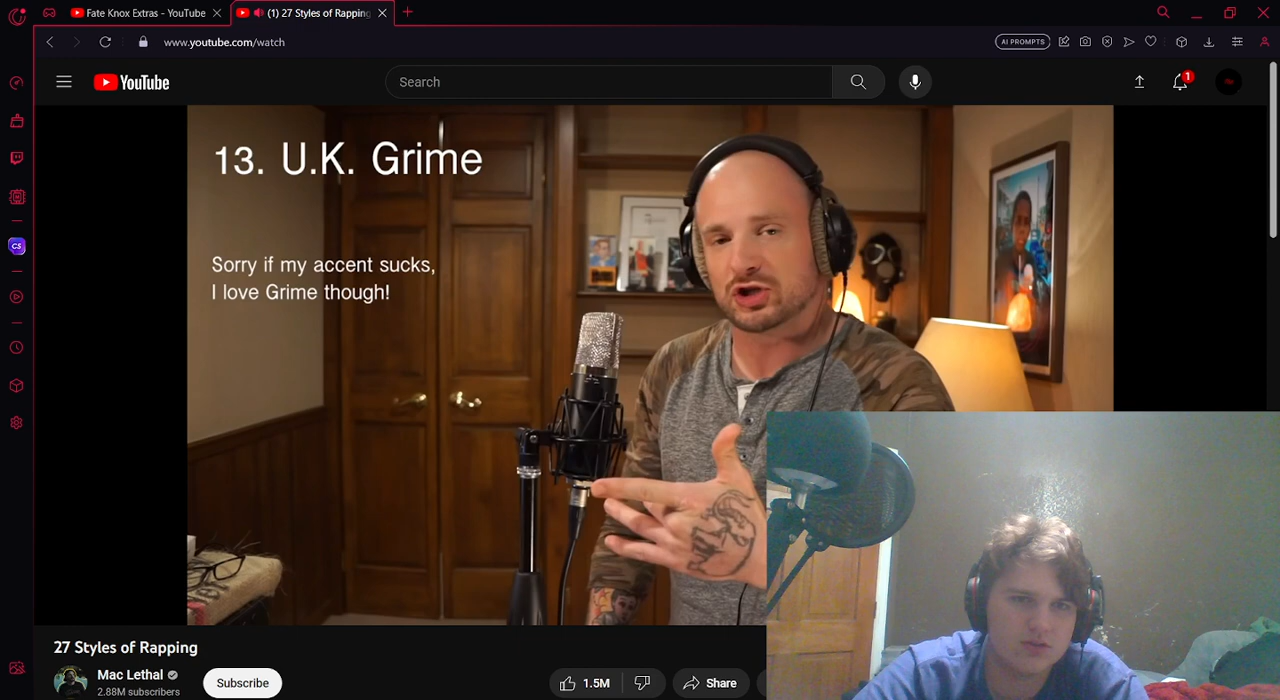 Fate Knox Extras - YouTube
(1) 27 Styles of Rapping
www.youtube.com/watch
AI PROMPTS
YouTube
Search
1
CS
13. U.K. Grime
Sorry if my accent sucks,
I love Grime though!
27 Styles of Rapping
Mac Lethal
2.88M subscribers
Subscribe
1.5M
Share